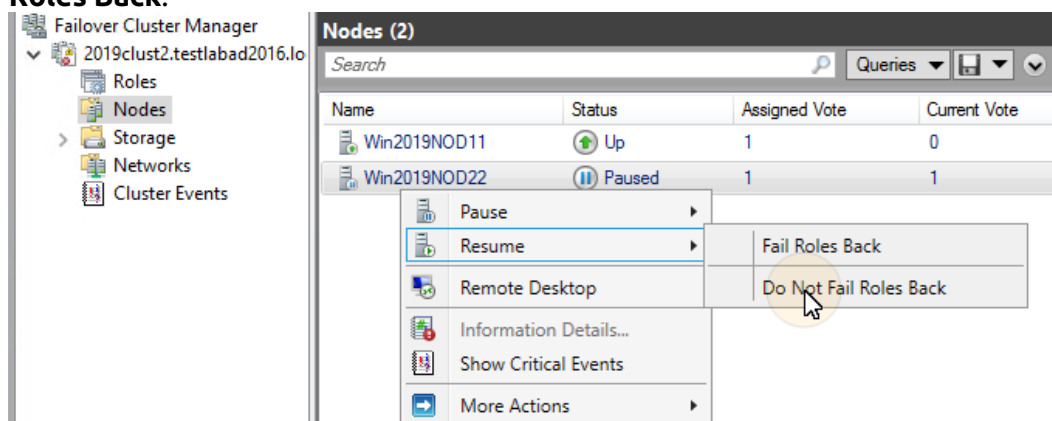 Roles Back.
Failover Cluster Manager
2019clust2.testlabad2016.lo
Roles
Nodes
Storage
Networks
Cluster Events
Nodes (2)
Search
Queries
Name Status Assigned Vote Current Vote
Win2019NOD11 Up 1 0
Win2019NOD22 Paused 1 1
Pause
Resume
Remote Desktop
Information Details...
Show Critical Events
More Actions
Fail Roles Back
Do Not Fail Roles Back